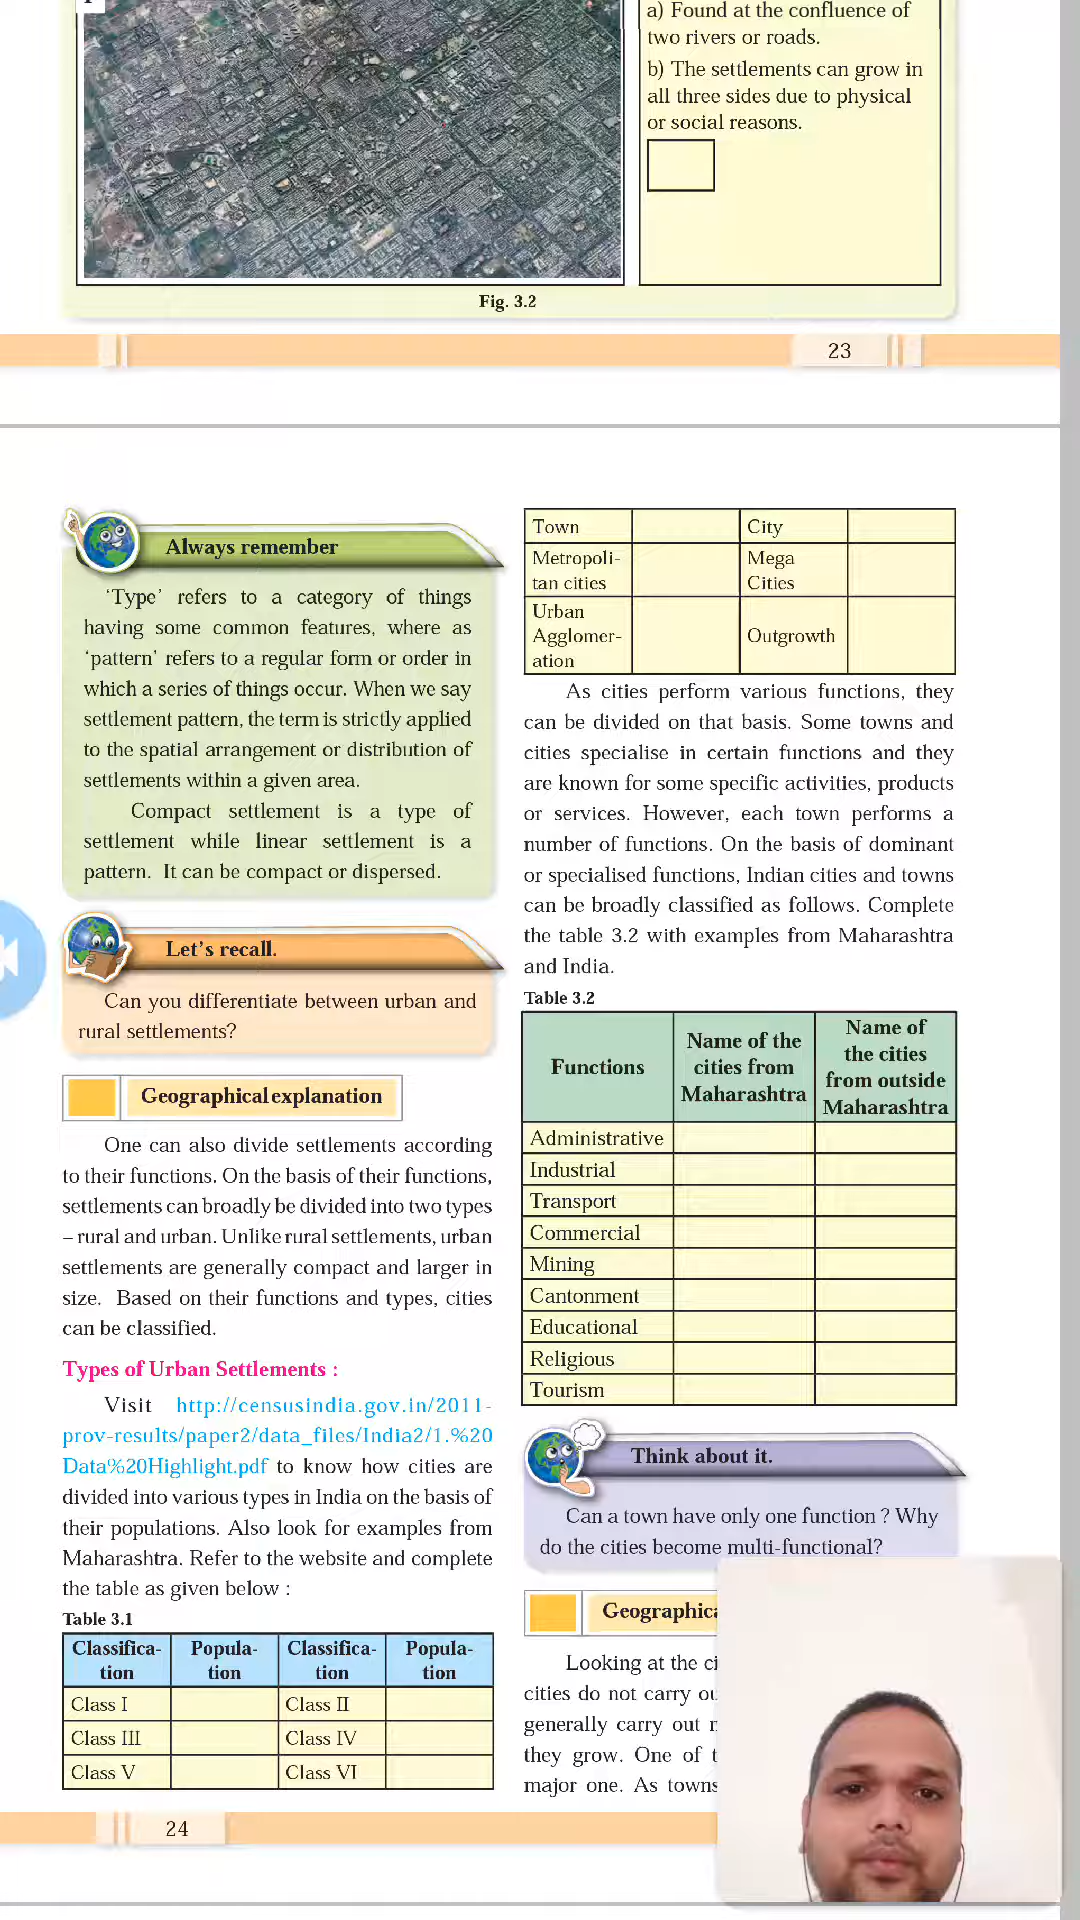 a) Found at the confluence of
two rivers or roads.
b) The settlements can grow in
all three sides due to physical
or social reasons.
Fig. 3.2
23
Always remember
‘Type’ refers to a category of things
having some common features, where as
‘pattern’ refers to a regular form or order in
which a series of things occur. When we say
settlement pattern, the term is strictly applied
to the spatial arrangement or distribution of
settlements within a given area.
Compact settlement is a type of
settlement while linear settlement is a
pattern. It can be compact or dispersed.
Let’s recall.
Can you differentiate between urban and
rural settlements?
Geographical explanation
One can also divide settlements according
to their functions. On the basis of their functions,
settlements can broadly be divided into two types
– rural and urban. Unlike rural settlements, urban
settlements are generally compact and larger in
size. Based on their functions and types, cities
can be classified.
Types of Urban Settlements :
Visit http://censusindia.gov.in/2011-
prov-results/paper2/data_files/India2/1.%20
Data%20Highlight.pdf to know how cities are
divided into various types in India on the basis of
their populations. Also look for examples from
Maharashtra. Refer to the website and complete
the table as given below :
Table 3.1
Classifica-
tion
Popula-
tion
Classifica-
tion
Popula-
tion
Class I
Class II
Class III
Class IV
Class V
Class VI
24
Town
City
Metropoli-
tan cities
Mega
Cities
Urban
Agglomer-
ation
Outgrowth
As cities perform various functions, they
can be divided on that basis. Some towns and
cities specialise in certain functions and they
are known for some specific activities, products
or services. However, each town performs a
number of functions. On the basis of dominant
or specialised functions, Indian cities and towns
can be broadly classified as follows. Complete
the table 3.2 with examples from Maharashtra
and India.
Table 3.2
Functions
Name of the
cities from
Maharashtra
Name of
the cities
from outside
Maharashtra
Administrative
Industrial
Transport
Commercial
Mining
Cantonment
Educational
Religious
Tourism
Think about it.
Can a town have only one function ? Why
do the cities become multi-functional?
Looking at the
cities do not carry
generally carry out
they grow. One of
major one. As towns